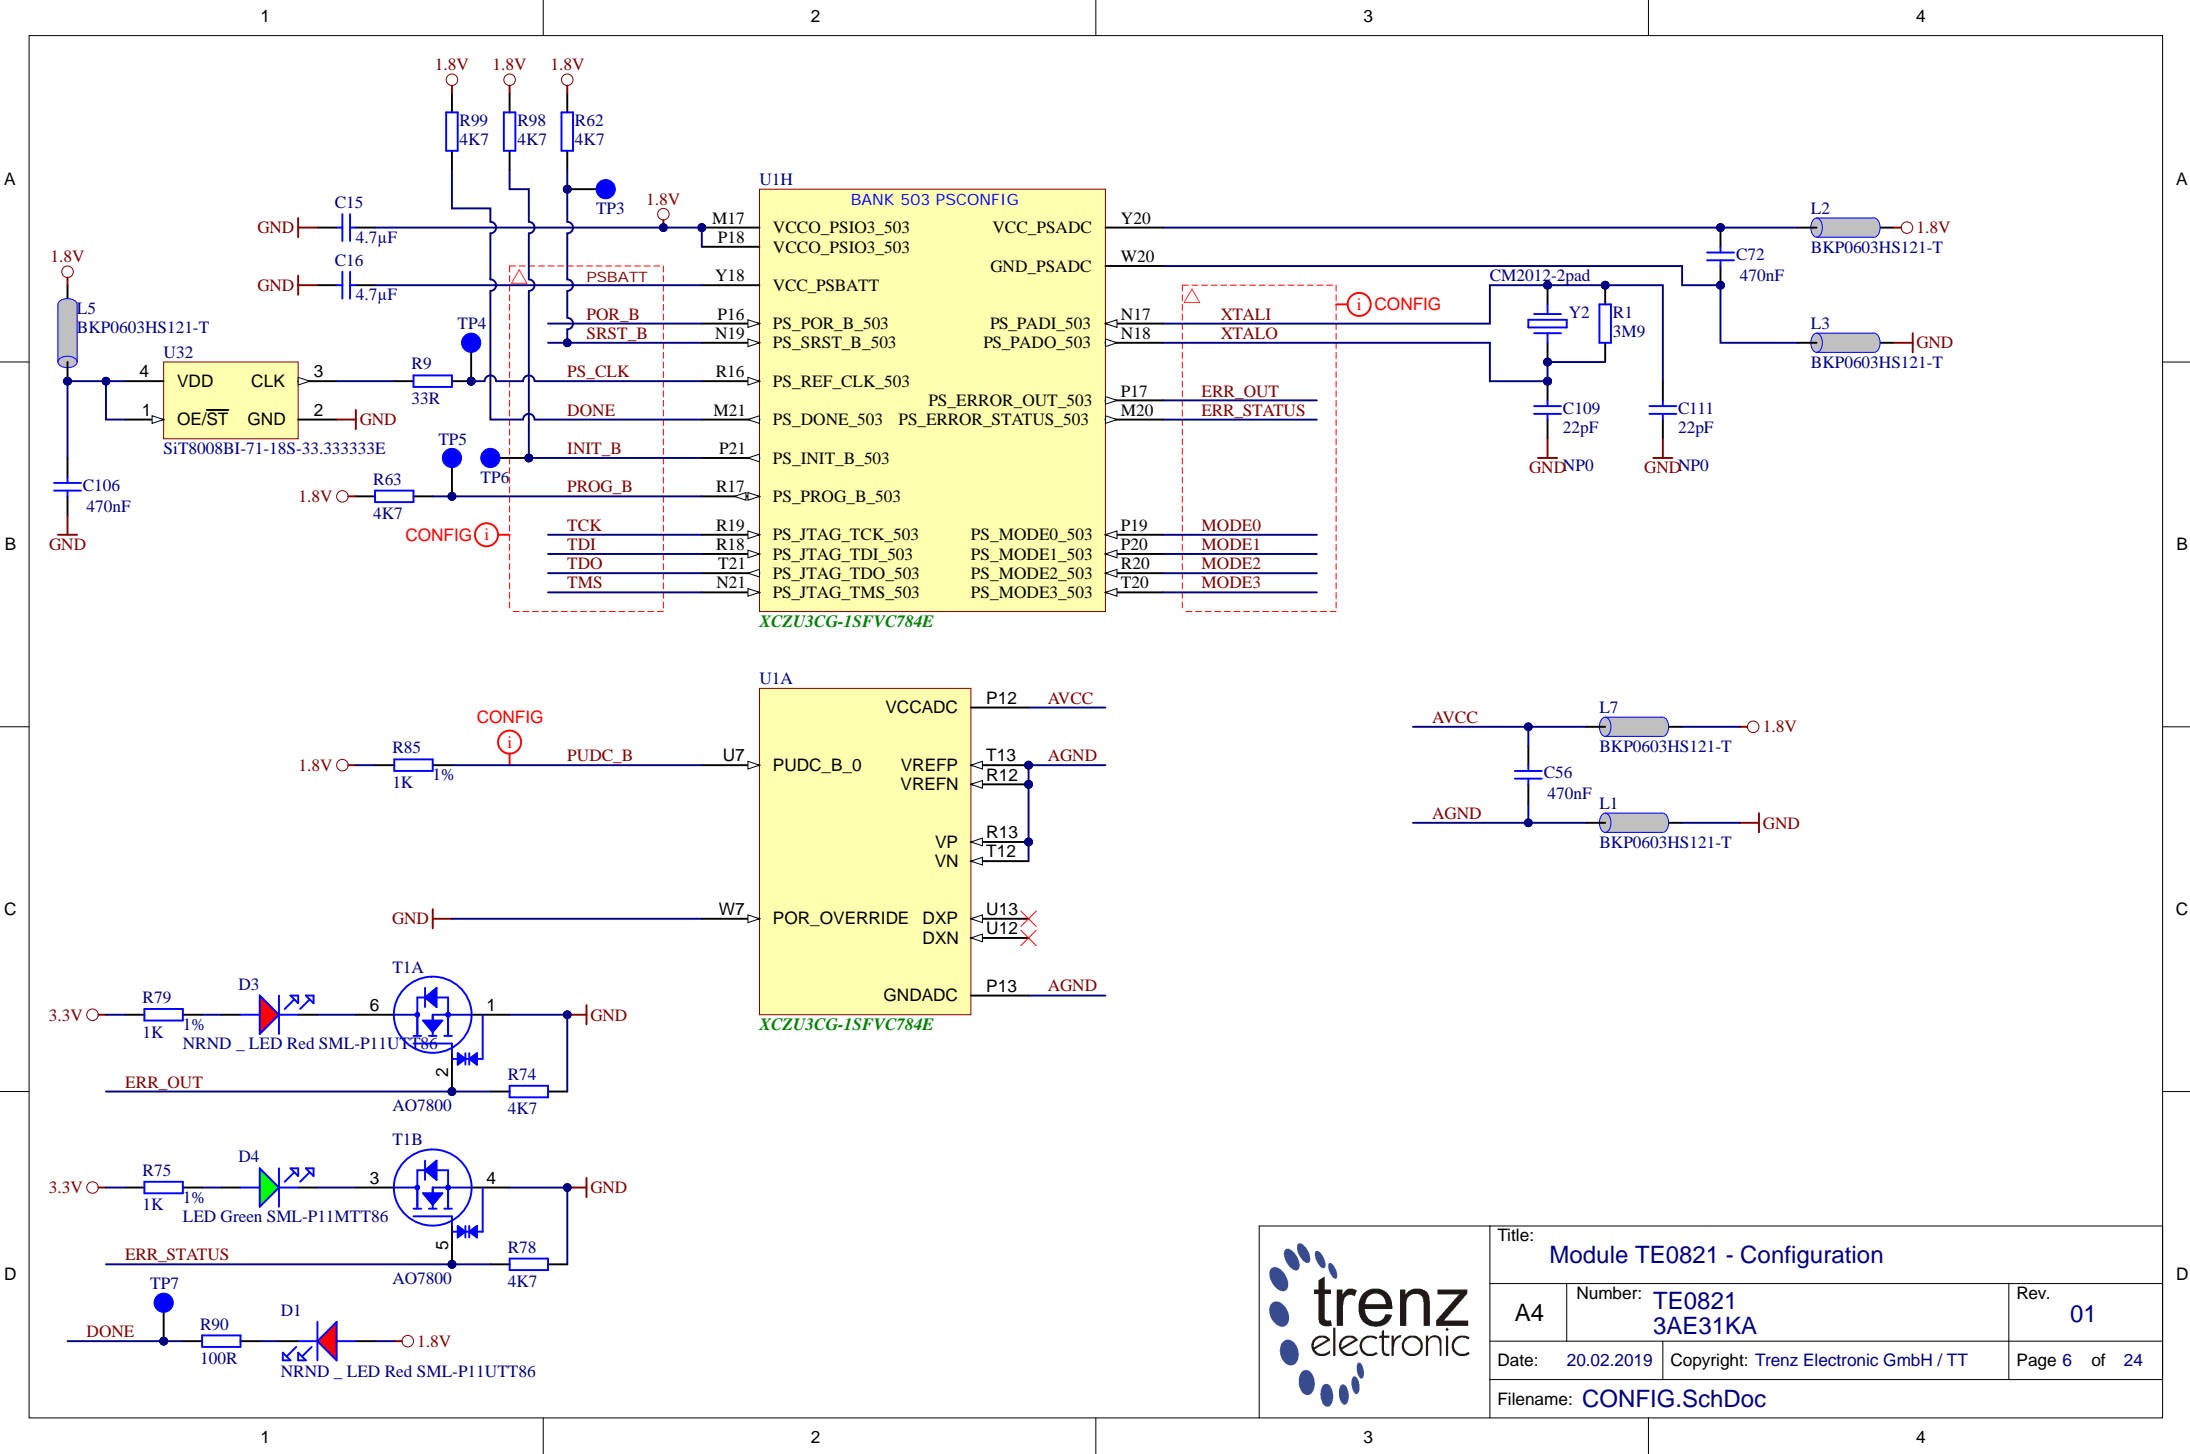 1 2 3 4
A A
B B
C C
D D
1 2 3 4
1.8V 1.8V 1.8V
R99
4K7
R98
4K7
R62
4K7
TP3
1.8V
C15
GND
4.7µF
C16
GND
4.7µF
1.8V
L5
BKP0603HS121-T
U32
4 VDD CLK 3
1 OE/ST GND 2
GND
SiT8008BI-71-18S-33.333333E
C106
470nF
GND
R9
33R
TP4
TP5
TP6
1.8V
R63
4K7
CONFIG
i
PSBATT
POR_B
SRST_B
PS_CLK
DONE
INIT_B
PROG_B
TCK
TDI
TDO
TMS
U1H
BANK 503 PSCONFIG
M17 VCCO_PSIO3_503
P18 VCCO_PSIO3_503
Y18 VCC_PSBATT
P16 PS_POR_B_503
N19 PS_SRST_B_503
R16 PS_REF_CLK_503
M21 PS_DONE_503
P21 PS_INIT_B_503
R17 PS_PROG_B_503
R19 PS_JTAG_TCK_503
R18 PS_JTAG_TDI_503
T21 PS_JTAG_TDO_503
N21 PS_JTAG_TMS_503
VCC_PSADC Y20
GND_PSADC W20
PS_PADI_503 N17 XTALI
PS_PADO_503 N18 XTALO
PS_ERROR_OUT_503 P17 ERR_OUT
PS_ERROR_STATUS_503 M20 ERR_STATUS
PS_MODE0_503 P19 MODE0
PS_MODE1_503 P20 MODE1
PS_MODE2_503 R20 MODE2
PS_MODE3_503 T20 MODE3
XCZU3CG-1SFVC784E
i CONFIG
CM2012-2pad
Y2
R1
3M9
C109
22pF
GND NP0
C111
22pF
GND NP0
C72
470nF
L2
1.8V
BKP0603HS121-T
L3
GND
BKP0603HS121-T
U1A
VCCADC P12 AVCC
PUDC_B_0 U7
VREFP T13 AGND
VREFN R12
VP R13
VN T12
W7 POR_OVERRIDE
DXP U13
DXN U12
GNDADC P13 AGND
XCZU3CG-1SFVC784E
CONFIG
i
1.8V
R85
1K
1%
PUDC_B
GND
AVCC
L7
1.8V
BKP0603HS121-T
C56
470nF
AGND
L1
GND
BKP0603HS121-T
3.3V
R79
1K
1%
D3
NRND _ LED Red SML-P11UTT86
T1A
6 1
2
GND
ERR_OUT
AO7800
R74
4K7
3.3V
R75
1K
1%
D4
LED Green SML-P11MTT86
T1B
3 4
5
GND
ERR_STATUS
AO7800
R78
4K7
TP7
DONE
R90
100R
D1
1.8V
NRND _ LED Red SML-P11UTT86
trenz
electronic
Title:
Module TE0821 - Configuration
A4
Number: TE0821
3AE31KA
Rev.
01
Date: 20.02.2019
Copyright: Trenz Electronic GmbH / TT
Page 6 of 24
Filename: CONFIG.SchDoc